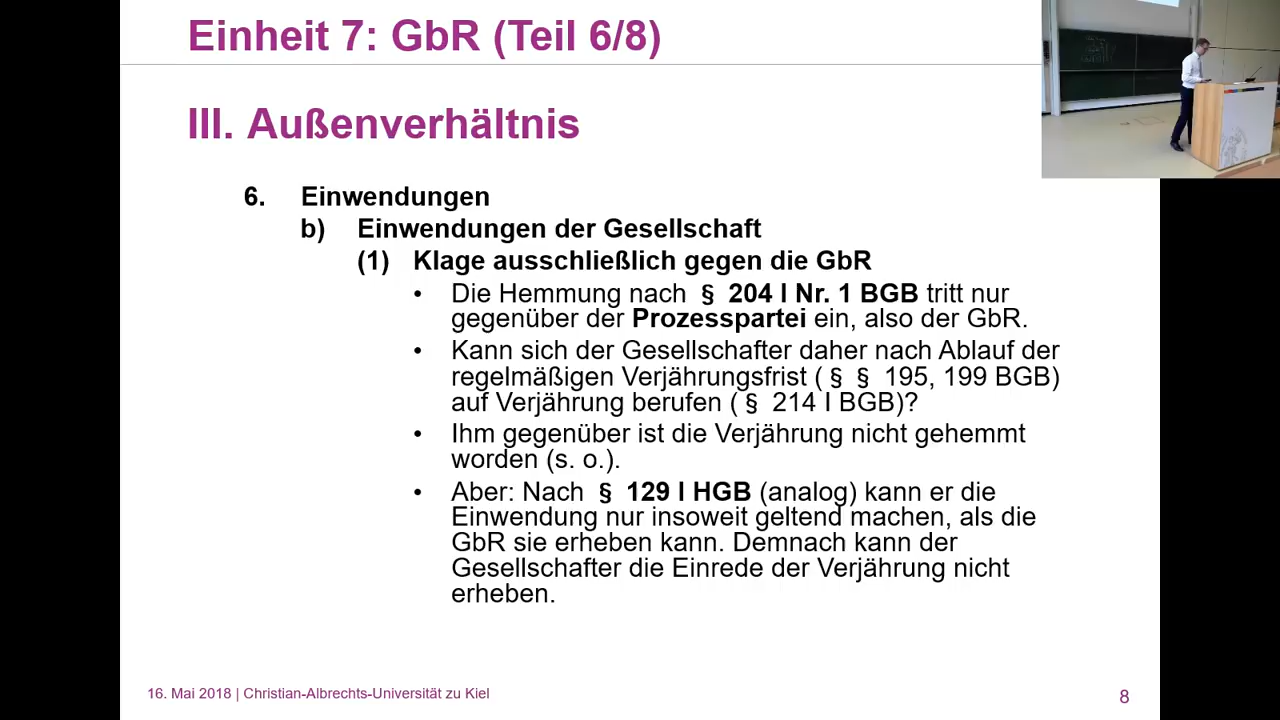 Einheit 7: GbR (Teil 6/8)
III. Außenverhältnis
6. Einwendungen
b) Einwendungen der Gesellschaft
(1) Klage ausschließlich gegen die GbR
• Die Hemmung nach § 204 I Nr. 1 BGB tritt nur
gegenüber der Prozesspartei ein, also der GbR.
• Kann sich der Gesellschafter daher nach Ablauf der
regelmäßigen Verjährungsfrist ( § § 195, 199 BGB)
auf Verjährung berufen ( § 214 I BGB)?
• Ihm gegenüber ist die Verjährung nicht gehemmt
worden (s. o.).
• Aber: Nach § 129 I HGB (analog) kann er die
Einwendung nur insoweit geltend machen, als die
GbR sie erheben kann. Demnach kann der
Gesellschafter die Einrede der Verjährung nicht
erheben.
16. Mai 2018 | Christian-Albrechts-Universität zu Kiel
8